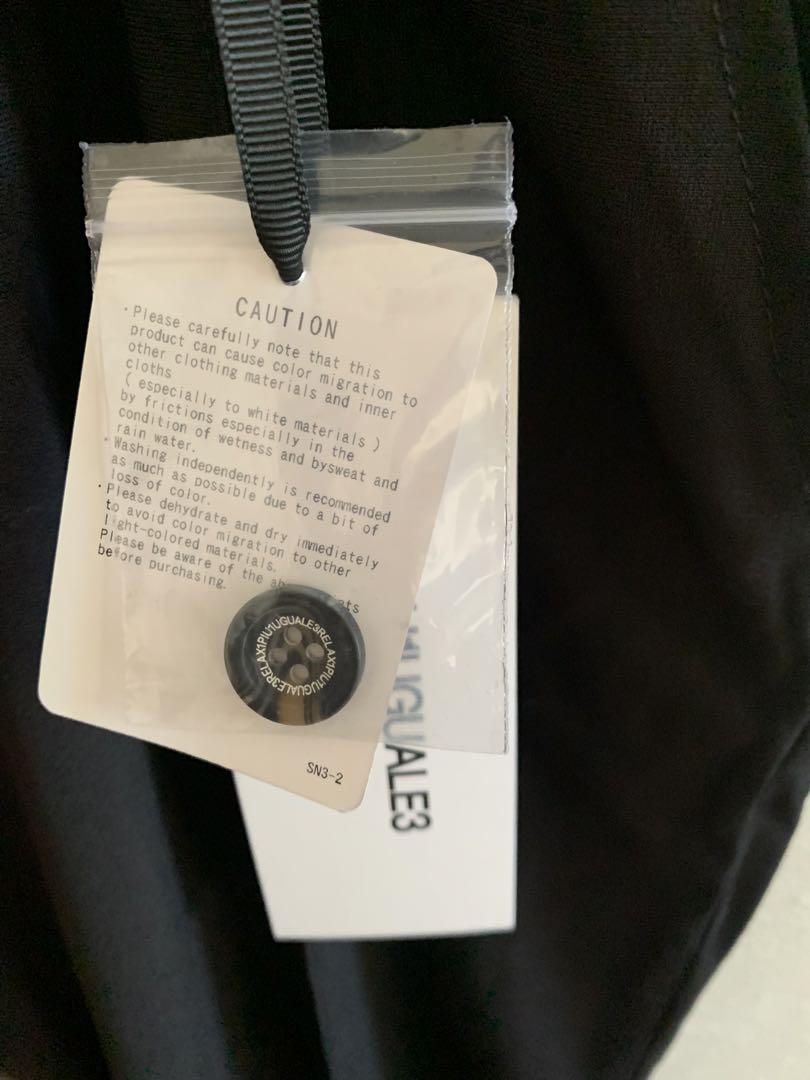 CAUTION
・Please carefully note that this
product can cause color migration to
other clothing materials and inner
cloths
( especially to white materials )
by frictions especially in the
condition of wetness and bysweat and
rain water.
・Washing independently is recommended
as much as possible due to a bit of
loss of color.
・Please dehydrate and dry immediately
to avoid color migration to other
light-colored materials.
Please be aware of the
before purchasing.
1PIU1UGUALE3RELAX1PIU1UGUALE3RELAX
SN3-2
UGUALE3